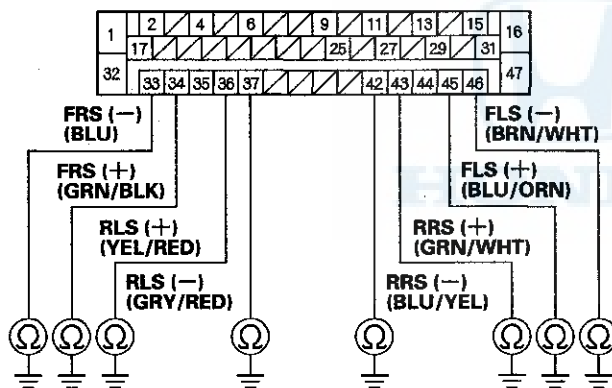 1 2 4 6 9 11 13 15 16
17 25 27 29 31
32 33 34 35 36 37 42 43 44 45 46 47
FRS (−)
(BLU)
FRS (+)
(GRN/BLK)
RLS (+)
(YEL/RED)
RLS (−)
(GRY/RED)
FLS (−)
(BRN/WHT)
FLS (+)
(BLU/ORN)
RRS (+)
(GRN/WHT)
RRS (−)
(BLU/YEL)
Ω Ω Ω Ω Ω Ω Ω Ω